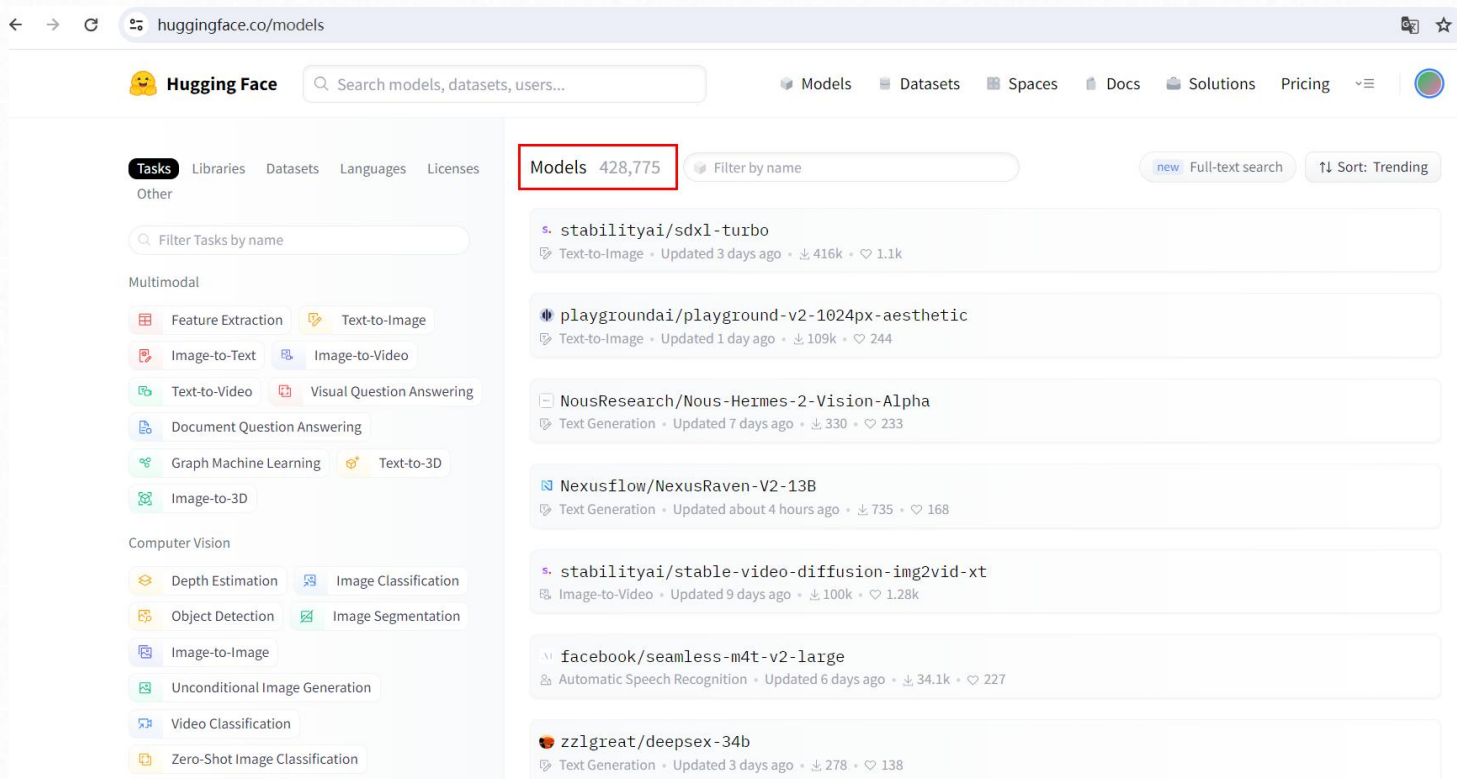 huggingface.co/models
Hugging Face
Search models, datasets, users...
Models
Datasets
Spaces
Docs
Solutions
Pricing
Tasks
Libraries
Datasets
Languages
Licenses
Other
Filter Tasks by name
Multimodal
Feature Extraction
Text-to-Image
Image-to-Text
Image-to-Video
Text-to-Video
Visual Question Answering
Document Question Answering
Graph Machine Learning
Text-to-3D
Image-to-3D
Computer Vision
Depth Estimation
Image Classification
Object Detection
Image Segmentation
Image-to-Image
Unconditional Image Generation
Video Classification
Zero-Shot Image Classification
Models 428,775
Filter by name
new Full-text search
Sort: Trending
stabilityai/sdxl-turbo
Text-to-Image • Updated 3 days ago • 416k • 1.1k
playgroundai/playground-v2-1024px-aesthetic
Text-to-Image • Updated 1 day ago • 109k • 244
NousResearch/Nous-Hermes-2-Vision-Alpha
Text Generation • Updated 7 days ago • 330 • 233
Nexusflow/NexusRaven-V2-13B
Text Generation • Updated about 4 hours ago • 735 • 168
stabilityai/stable-video-diffusion-img2vid-xt
Image-to-Video • Updated 9 days ago • 100k • 1.28k
facebook/seamless-m4t-v2-large
Automatic Speech Recognition • Updated 6 days ago • 34.1k • 227
zzlgreat/deepsex-34b
Text Generation • Updated 3 days ago • 278 • 138